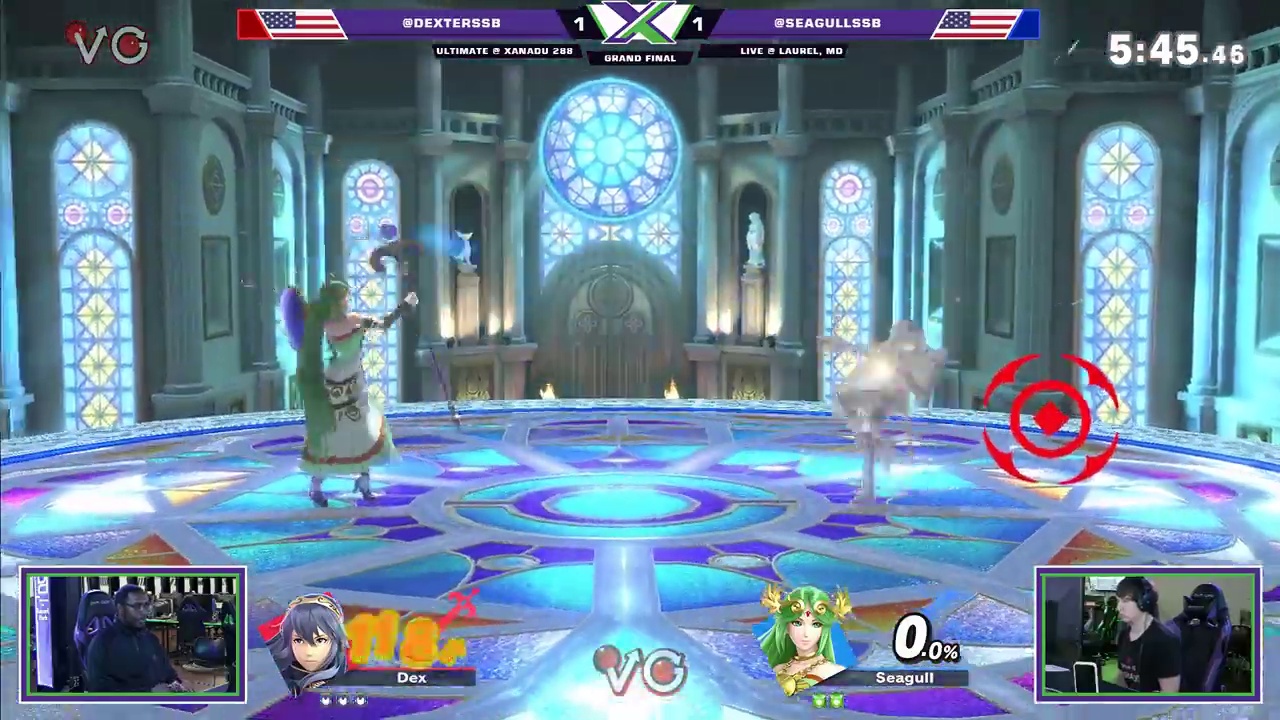 VG
@DEXTERSSB
1
1
@SEAGULLSSB
ULTIMATE @ XANADU 288
GRAND FINAL
LIVE @ LAUREL, MD
5:45.46
0.0%
Dex
Seagull
VG